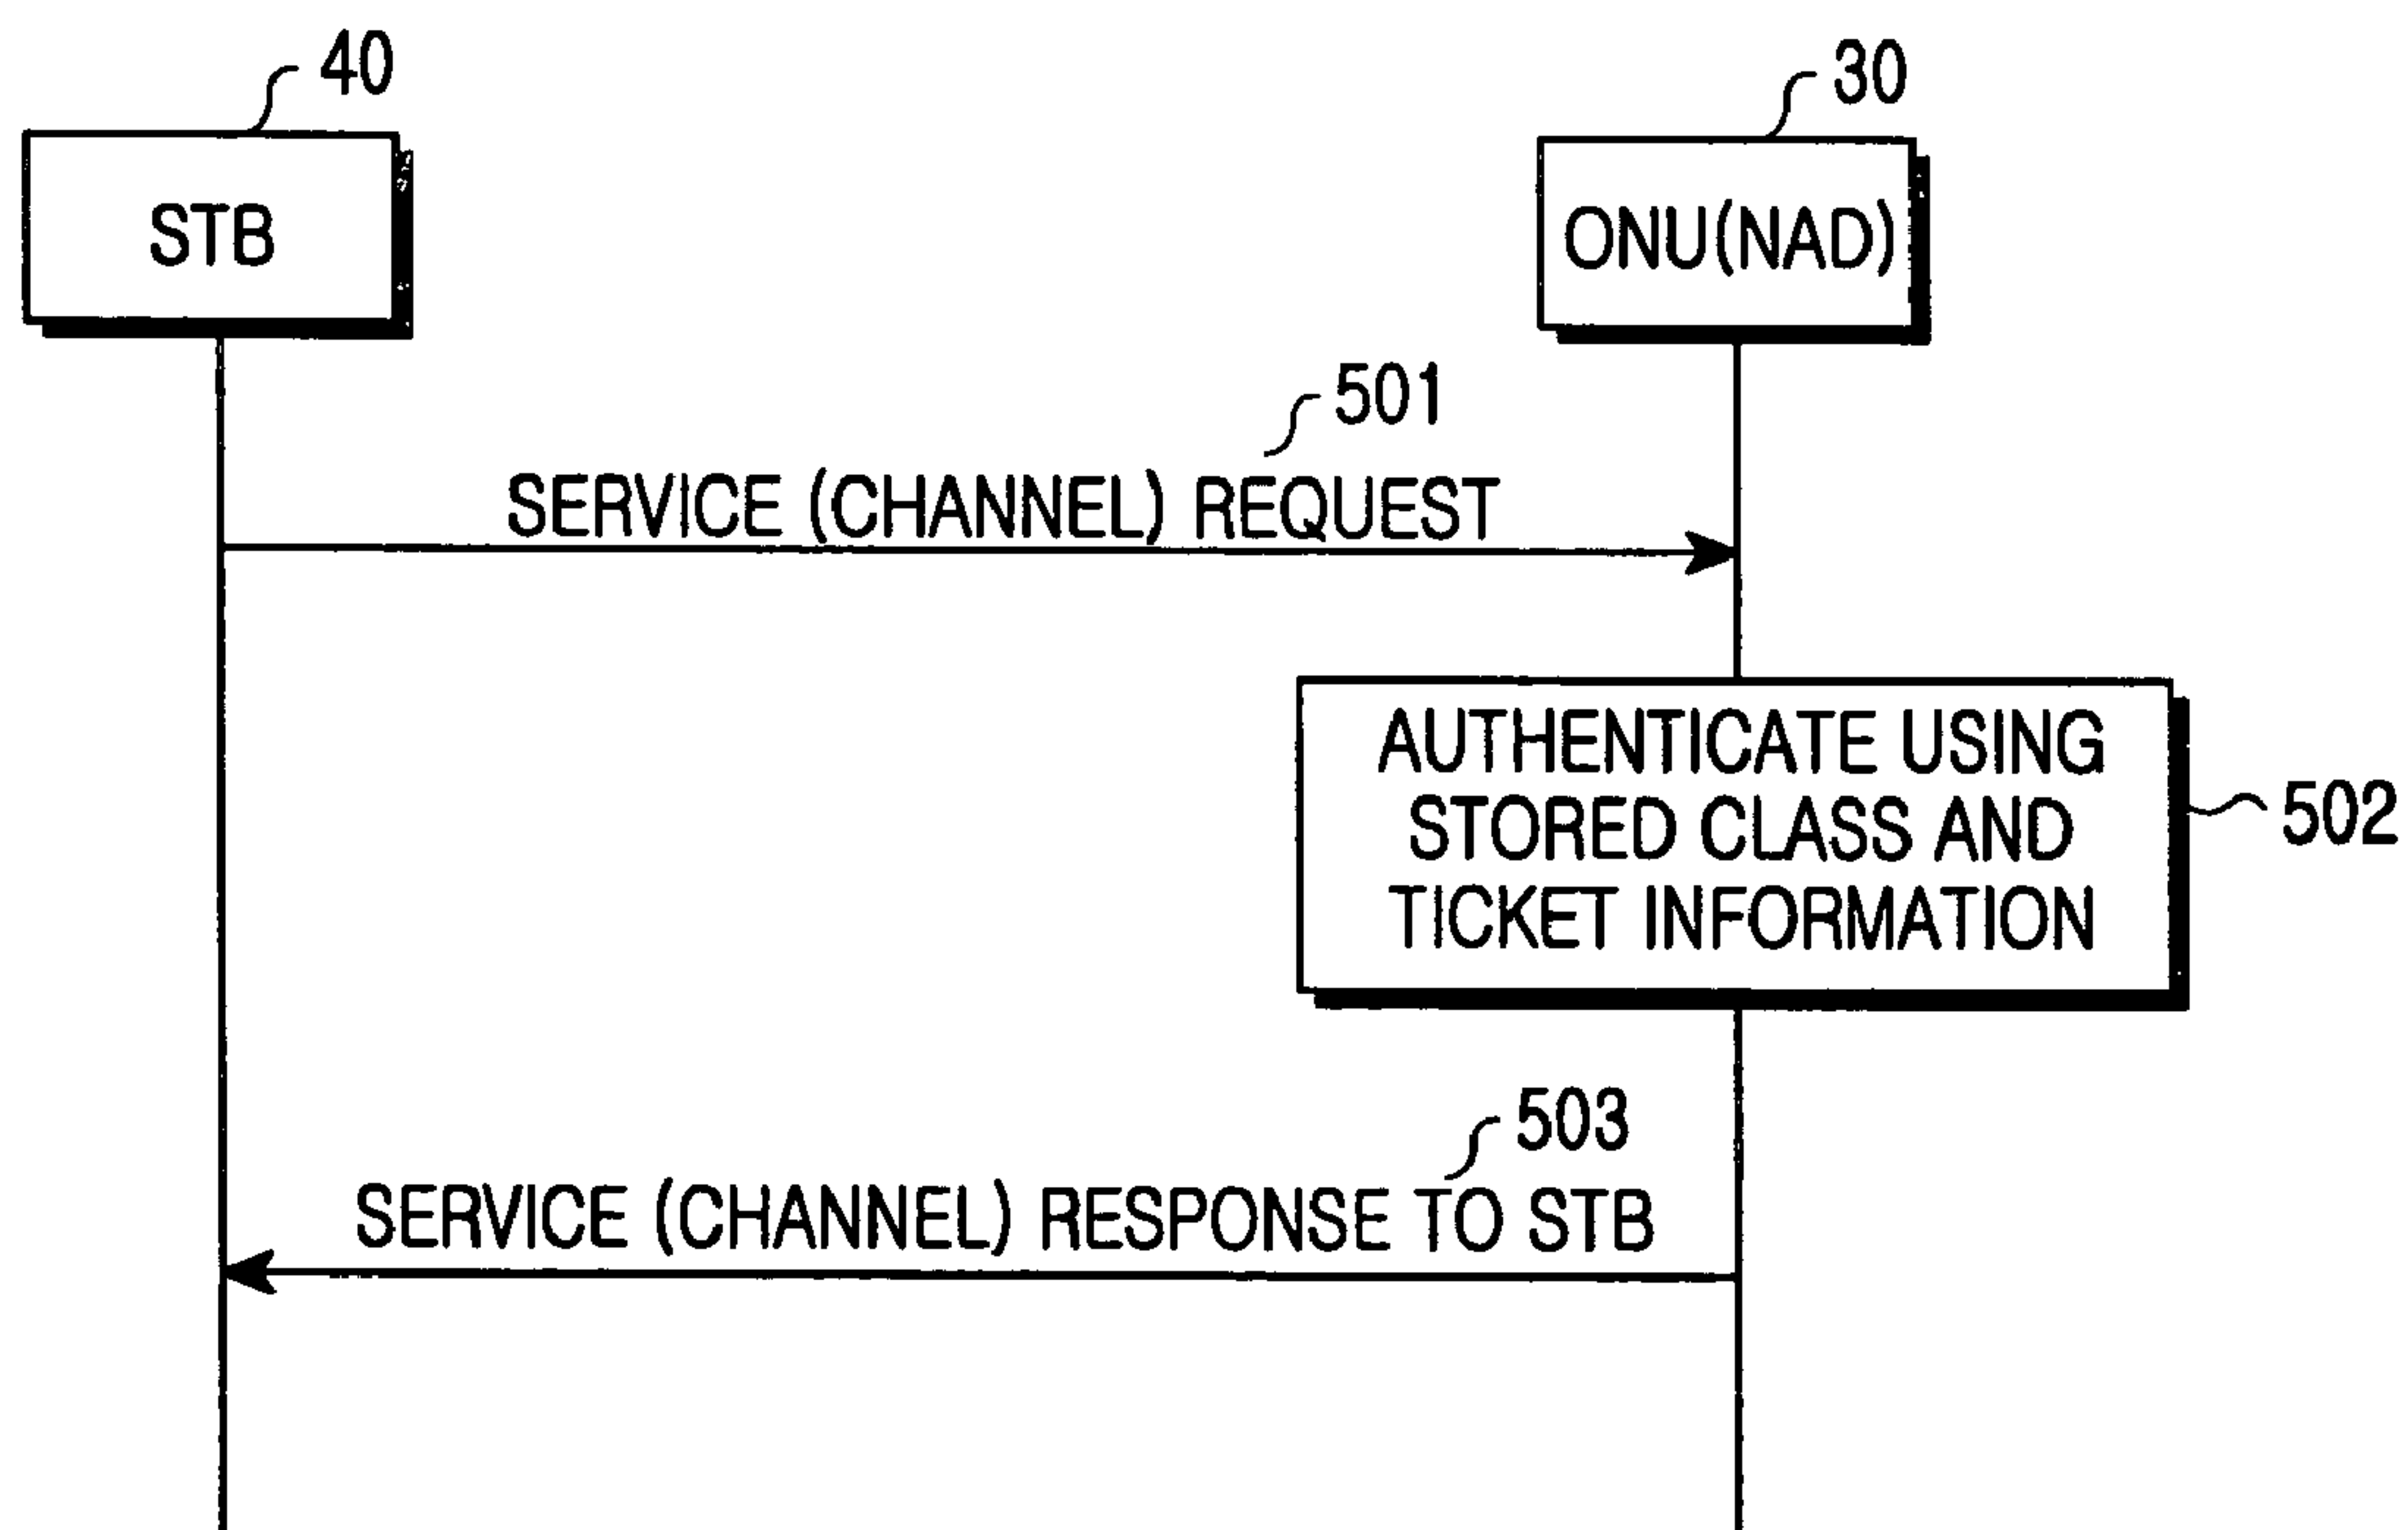 40
30
STB
ONU(NAD)
501
SERVICE (CHANNEL) REQUEST
AUTHENTICATE USING
STORED CLASS AND
TICKET INFORMATION
502
503
SERVICE (CHANNEL) RESPONSE TO STB